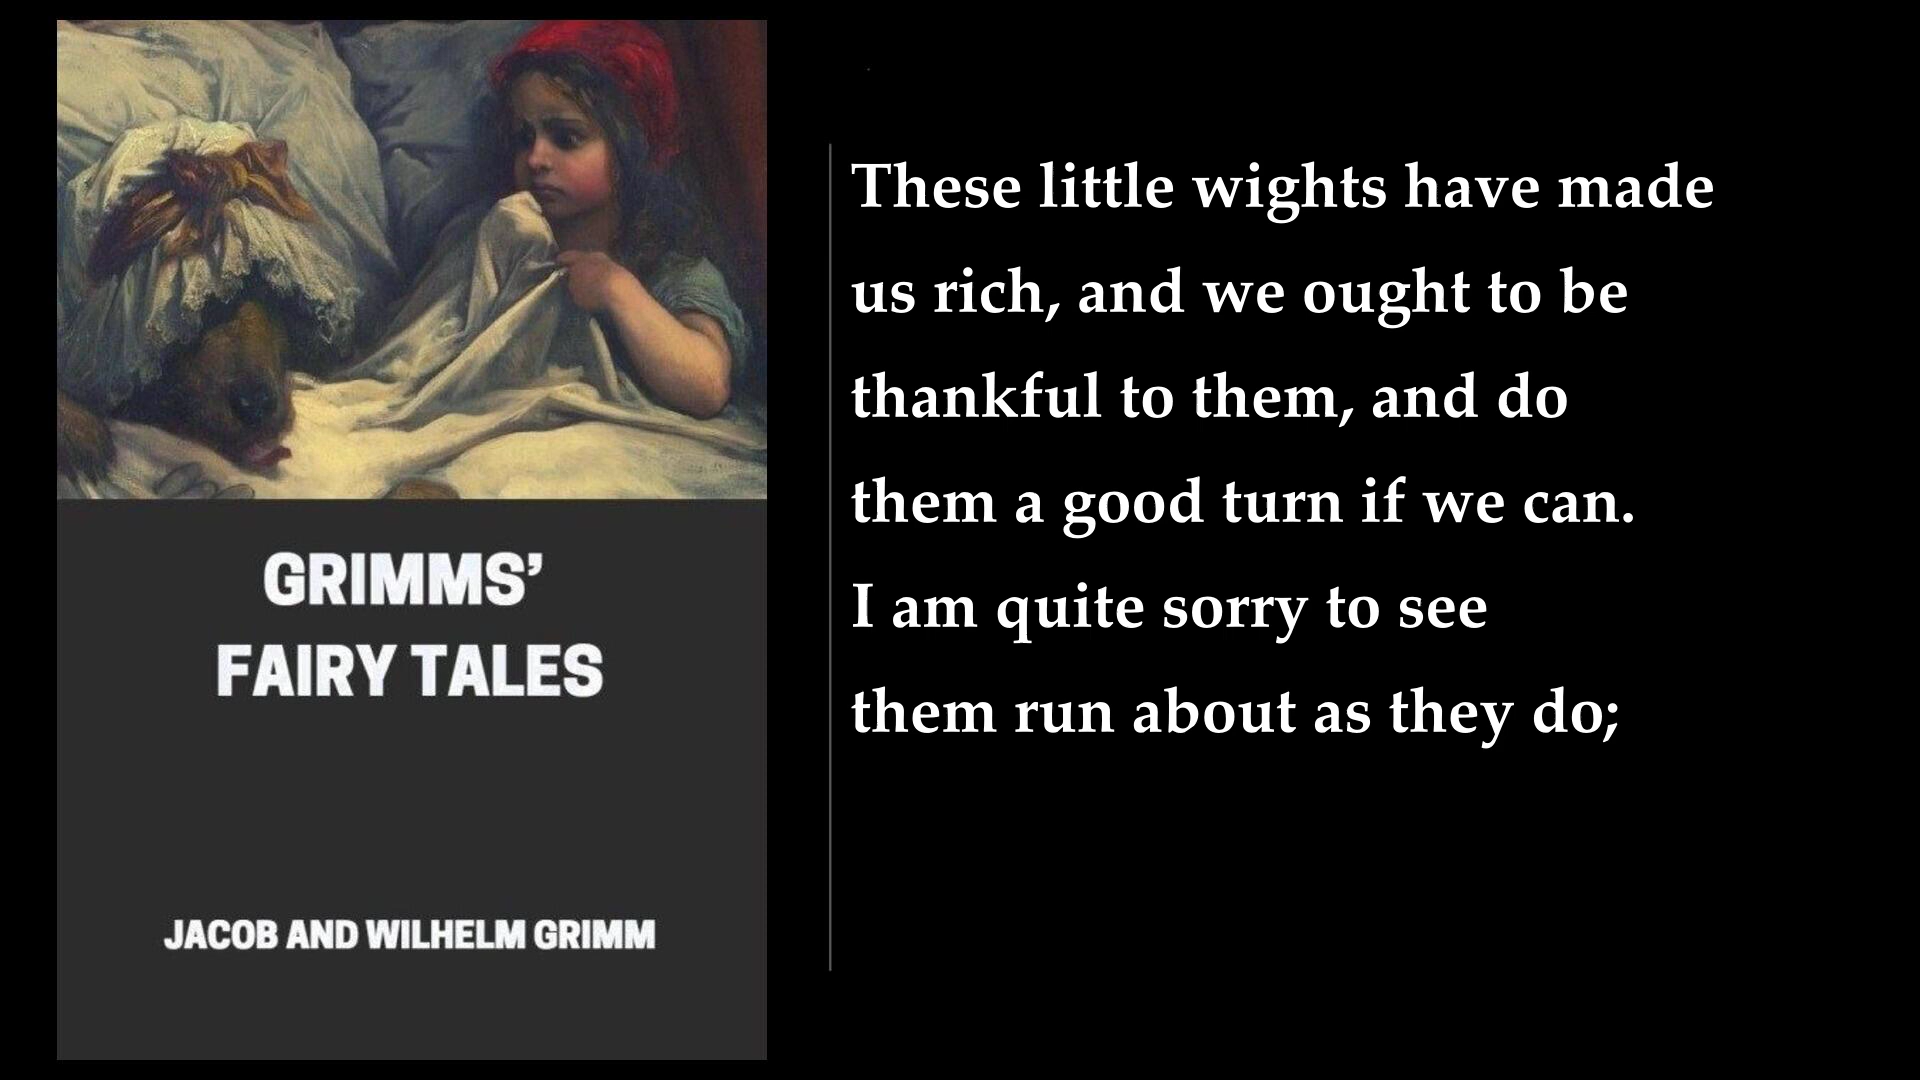 GRIMMS’
FAIRY TALES
JACOB AND WILHELM GRIMM
These little wights have made
us rich, and we ought to be
thankful to them, and do
them a good turn if we can.
I am quite sorry to see
them run about as they do;